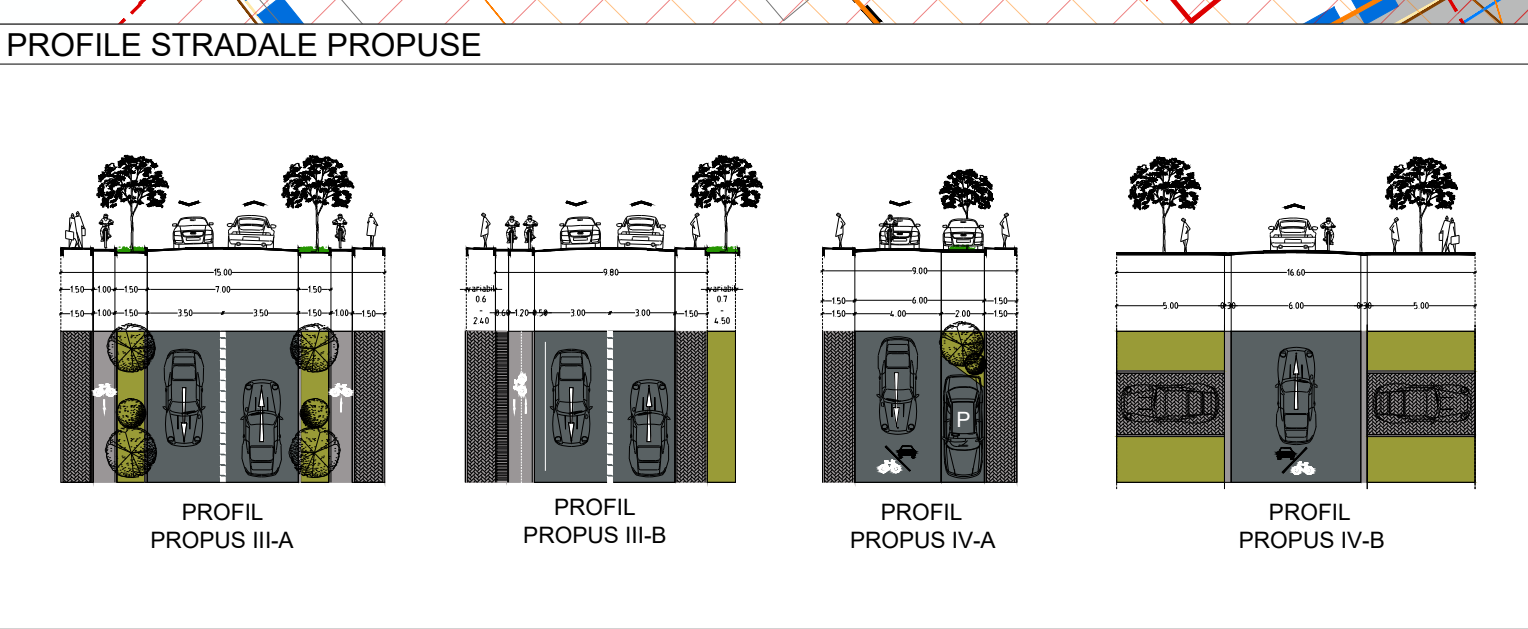 PROFILE STRADALE PROPUSE
15.00
1.50 1.00 1.50 7.00 1.50
1.50 1.00 1.50 3.50 3.50 1.50 1.00 1.50
PROFIL
PROPUS III-A
9.80
variabil
0.6
-
2.40
0.60 1.20 0.50 3.00 3.00 1.50
variabil
0.7
-
4.50
PROFIL
PROPUS III-B
9.00
1.50 6.00 1.50
1.50 4.00 2.00 1.50
P
PROFIL
PROPUS IV-A
16.60
5.00 0.30 6.00 0.30 5.00
PROFIL
PROPUS IV-B